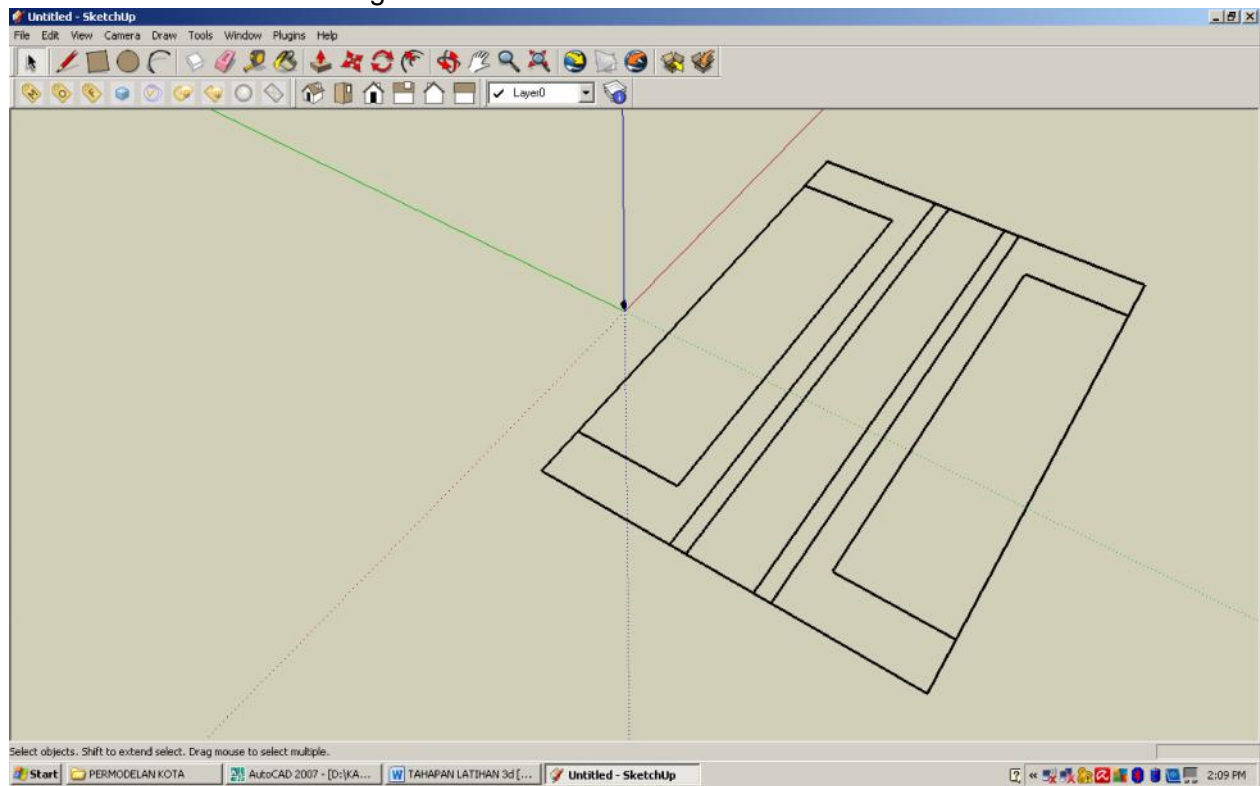 Untitled - SketchUp
File Edit View Camera Draw Tools Window Plugins Help
Layer0
Select objects. Shift to extend select. Drag mouse to select multiple.
Start PERMODELAN KOTA AutoCAD 2007 - [D:\KA... TAHAPAN LATIHAN 3d [... Untitled - SketchUp 2:09 PM